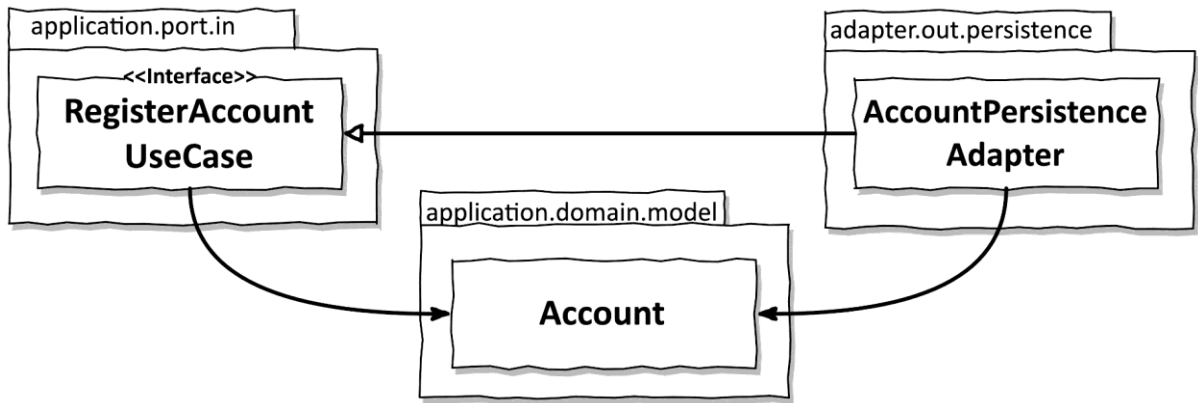 application.port.in
<<Interface>>
RegisterAccount
UseCase
adapter.out.persistence
AccountPersistence
Adapter
application.domain.model
Account